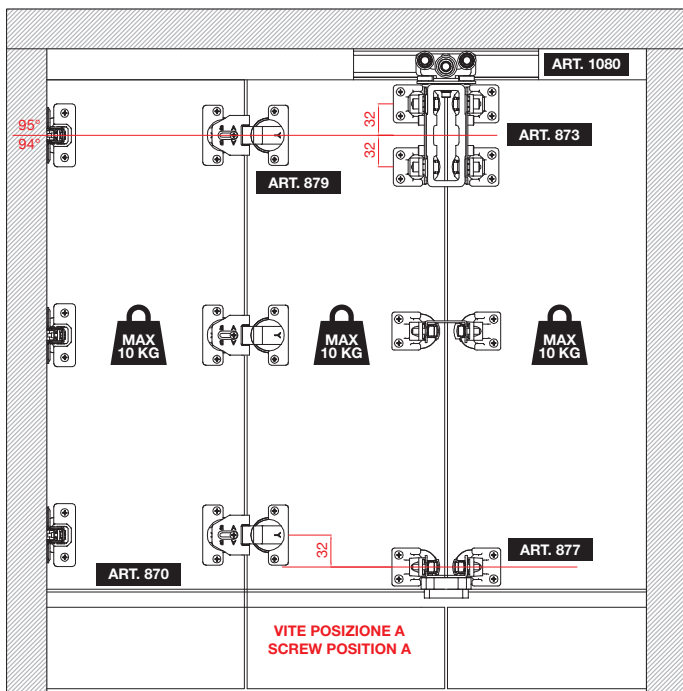 ART. 1080
95°
94°
32
32
ART. 873
ART. 879
MAX
10 KG
MAX
10 KG
MAX
10 KG
32
ART. 877
ART. 870
VITE POSIZIONE A
SCREW POSITION A